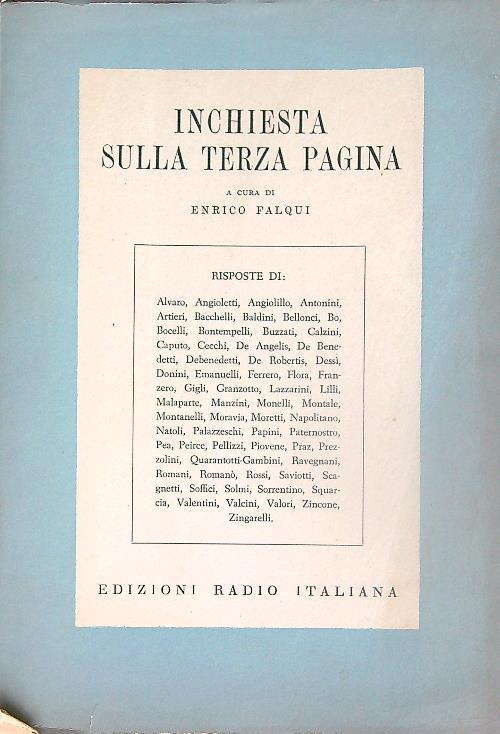 INCHIESTA
SULLA TERZA PAGINA
A CURA DI
ENRICO FALQUI
RISPOSTE DI:
Alvaro, Angioletti, Angiolillo, Antonini,
Artieri, Bacchelli, Baldini, Bellonci, Bo,
Bocelli, Bontempelli, Buzzati, Calzini,
Caputo, Cecchi, De Angelis, De Bene-
detti, Debenedetti, De Robertis, Dessì,
Donini, Emanuelli, Ferrero, Flora, Fran-
zero, Gigli, Granzotto, Lazzarini, Lilli,
Malaparte, Manzini, Monelli, Montale,
Montanelli, Moravia, Moretti, Napolitano,
Natoli, Palazzeschi, Papini, Paternostro,
Pea, Peirce, Pellizzi, Piovene, Praz, Prez-
zolini, Quarantotti-Gambini, Ravegnani,
Romani, Romanò, Rossi, Saviotti, Sca-
gnetti, Soffici, Solmi, Sorrentino, Squar-
cia, Valentini, Valcini, Valori, Zincone,
Zingarelli.
EDIZIONI RADIO ITALIANA